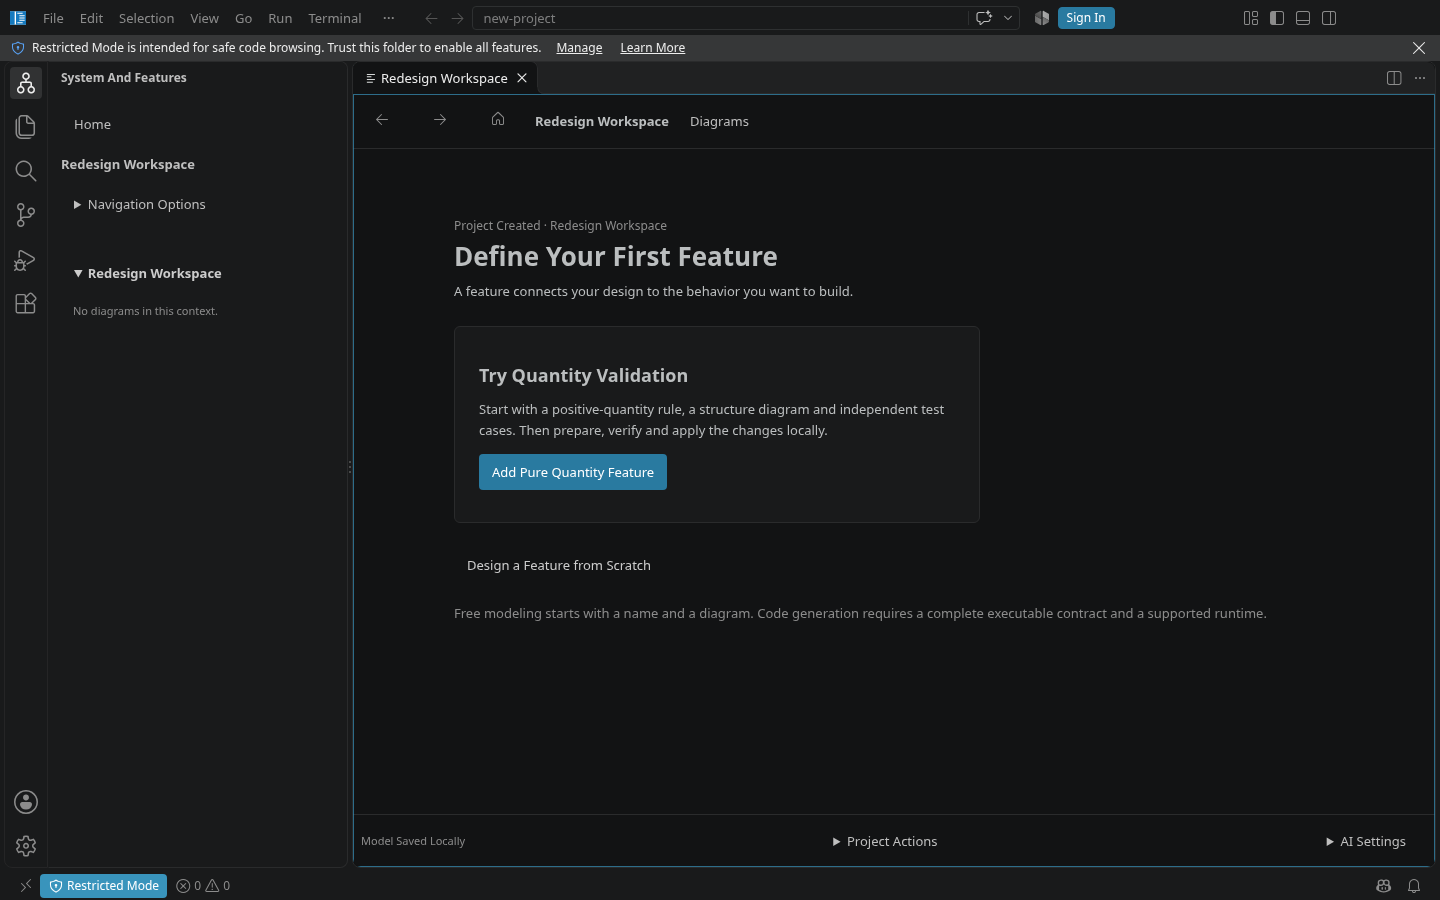 File Edit Selection View Go Run Terminal ···
new-project
Sign In
Restricted Mode is intended for safe code browsing. Trust this folder to enable all features. Manage Learn More
System And Features
Home
Redesign Workspace
Navigation Options
Redesign Workspace
No diagrams in this context.
Redesign Workspace
Redesign Workspace Diagrams
Project Created · Redesign Workspace
Define Your First Feature
A feature connects your design to the behavior you want to build.
Try Quantity Validation
Start with a positive-quantity rule, a structure diagram and independent test
cases. Then prepare, verify and apply the changes locally.
Add Pure Quantity Feature
Design a Feature from Scratch
Free modeling starts with a name and a diagram. Code generation requires a complete executable contract and a supported runtime.
Model Saved Locally
Project Actions
AI Settings
Restricted Mode 0 0